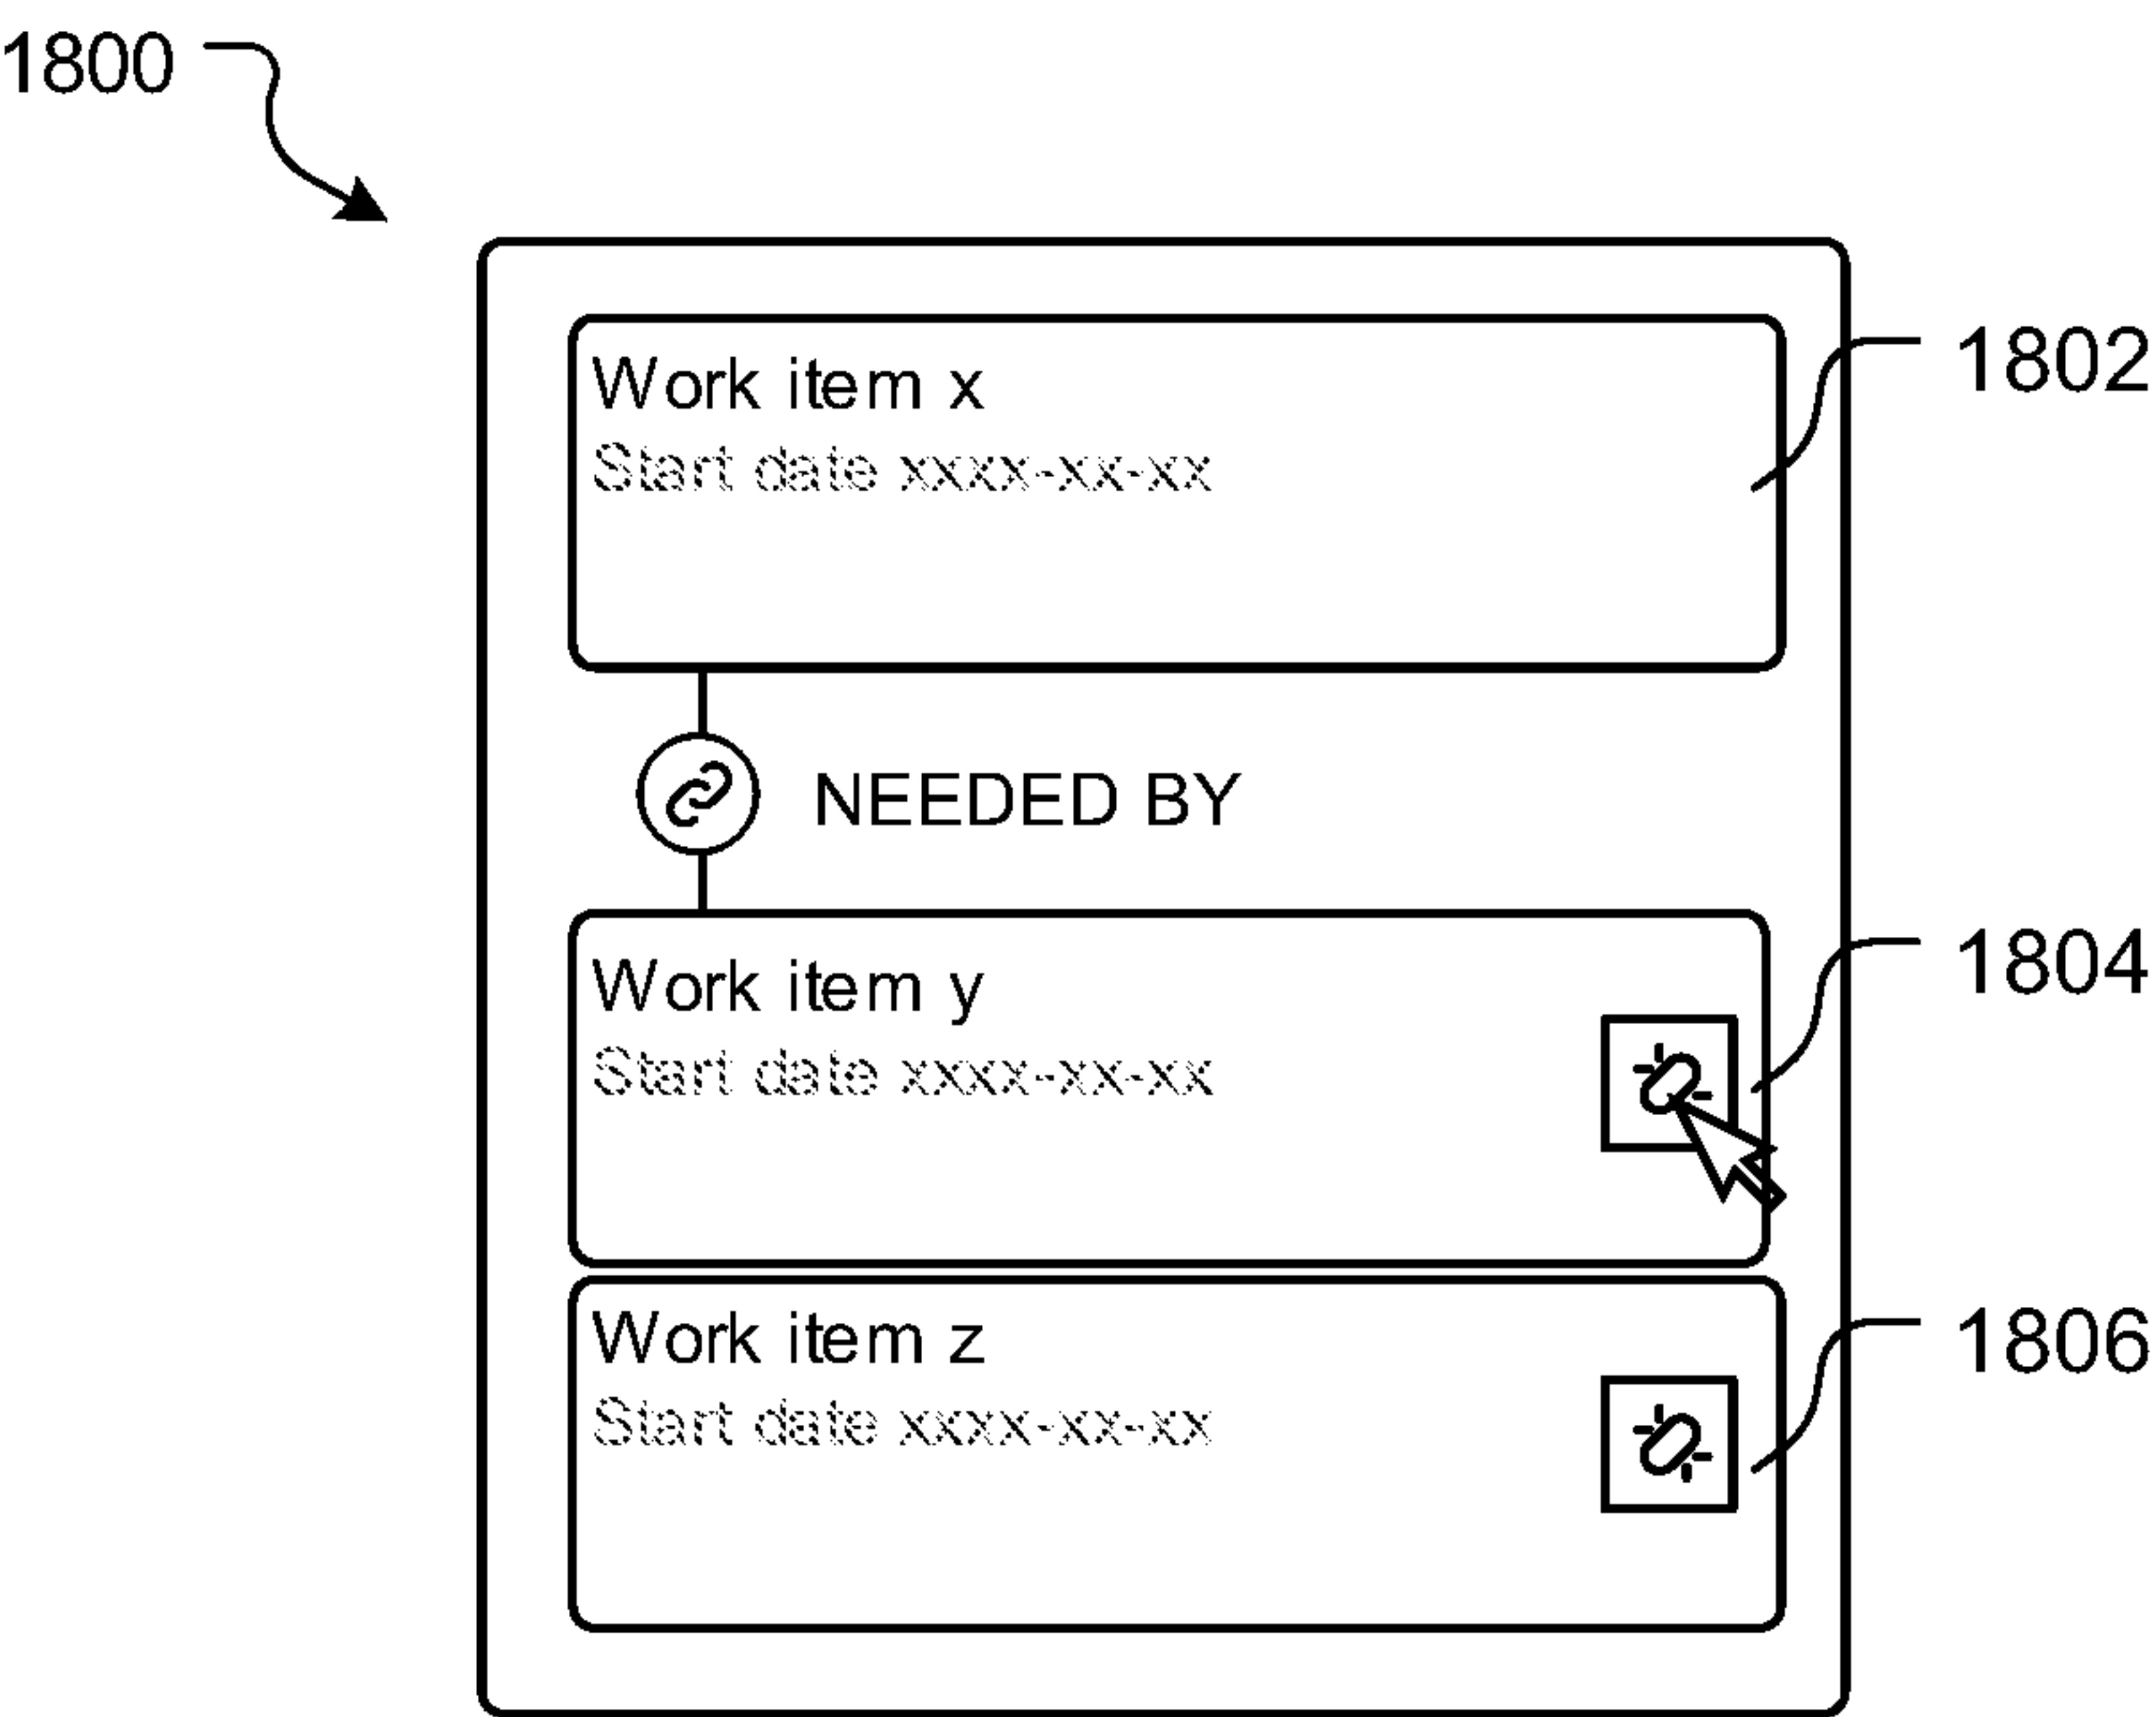 1800
Work item x
Start date xxxx-xx-xx
1802
NEEDED BY
Work item y
Start date xxxx-xx-xx
1804
Work item z
Start date xxxx-xx-xx
1806